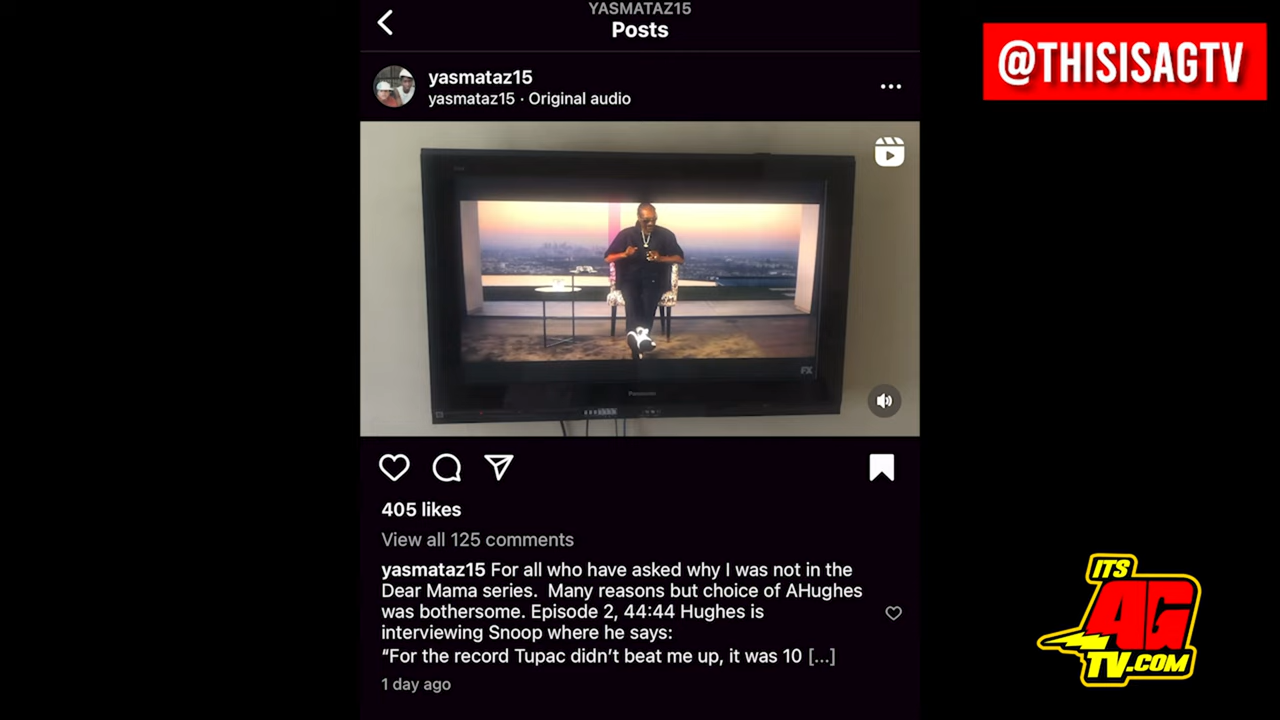 YASMATAZ15
Posts
@THISISAGTV
yasmataz15
yasmataz15 · Original audio
FX
Panasonic
405 likes
View all 125 comments
yasmataz15 For all who have asked why I was not in the
Dear Mama series. Many reasons but choice of AHughes
was bothersome. Episode 2, 44:44 Hughes is
interviewing Snoop where he says:
“For the record Tupac didn’t beat me up, it was 10 [...]
1 day ago
ITS
AG
TV.COM